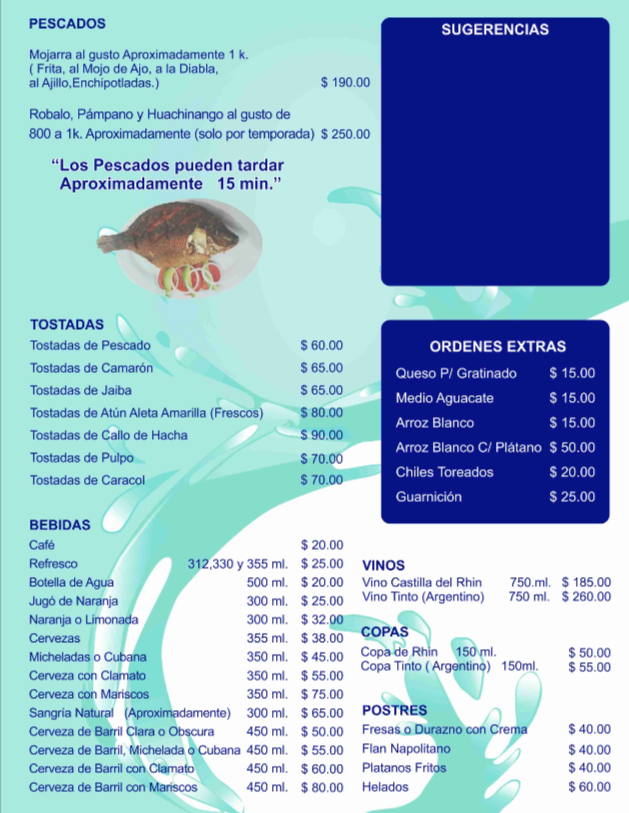 PESCADOS
Mojarra al gusto Aproximadamente 1 k.
( Frita, al Mojo de Ajo, a la Diabla,
al Ajillo,Enchipotladas.) $ 190.00
Robalo, Pámpano y Huachinango al gusto de
800 a 1k. Aproximadamente (solo por temporada) $ 250.00
“Los Pescados pueden tardar
Aproximadamente 15 min.”
SUGERENCIAS
TOSTADAS
Tostadas de Pescado $ 60.00
Tostadas de Camarón $ 65.00
Tostadas de Jaiba $ 65.00
Tostadas de Atún Aleta Amarilla (Frescos) $ 80.00
Tostadas de Callo de Hacha $ 90.00
Tostadas de Pulpo $ 70.00
Tostadas de Caracol $ 70.00
ORDENES EXTRAS
Queso P/ Gratinado $ 15.00
Medio Aguacate $ 15.00
Arroz Blanco $ 15.00
Arroz Blanco C/ Plátano $ 50.00
Chiles Toreados $ 20.00
Guarnición $ 25.00
BEBIDAS
Café $ 20.00
Refresco 312,330 y 355 ml. $ 25.00
Botella de Agua 500 ml. $ 20.00
Jugó de Naranja 300 ml. $ 25.00
Naranja o Limonada 300 ml. $ 32.00
Cervezas 355 ml. $ 38.00
Micheladas o Cubana 350 ml. $ 45.00
Cerveza con Clamato 350 ml. $ 55.00
Cerveza con Mariscos 350 ml. $ 75.00
Sangría Natural (Aproximadamente) 300 ml. $ 65.00
Cerveza de Barril Clara o Obscura 450 ml. $ 50.00
Cerveza de Barril, Michelada o Cubana 450 ml. $ 55.00
Cerveza de Barril con Clamato 450 ml. $ 60.00
Cerveza de Barril con Mariscos 450 ml. $ 80.00
VINOS
Vino Castilla del Rhin 750.ml. $ 185.00
Vino Tinto (Argentino) 750 ml. $ 260.00
COPAS
Copa de Rhin 150 ml. $ 50.00
Copa Tinto ( Argentino) 150ml. $ 55.00
POSTRES
Fresas o Durazno con Crema $ 40.00
Flan Napolitano $ 40.00
Platanos Fritos $ 40.00
Helados $ 60.00